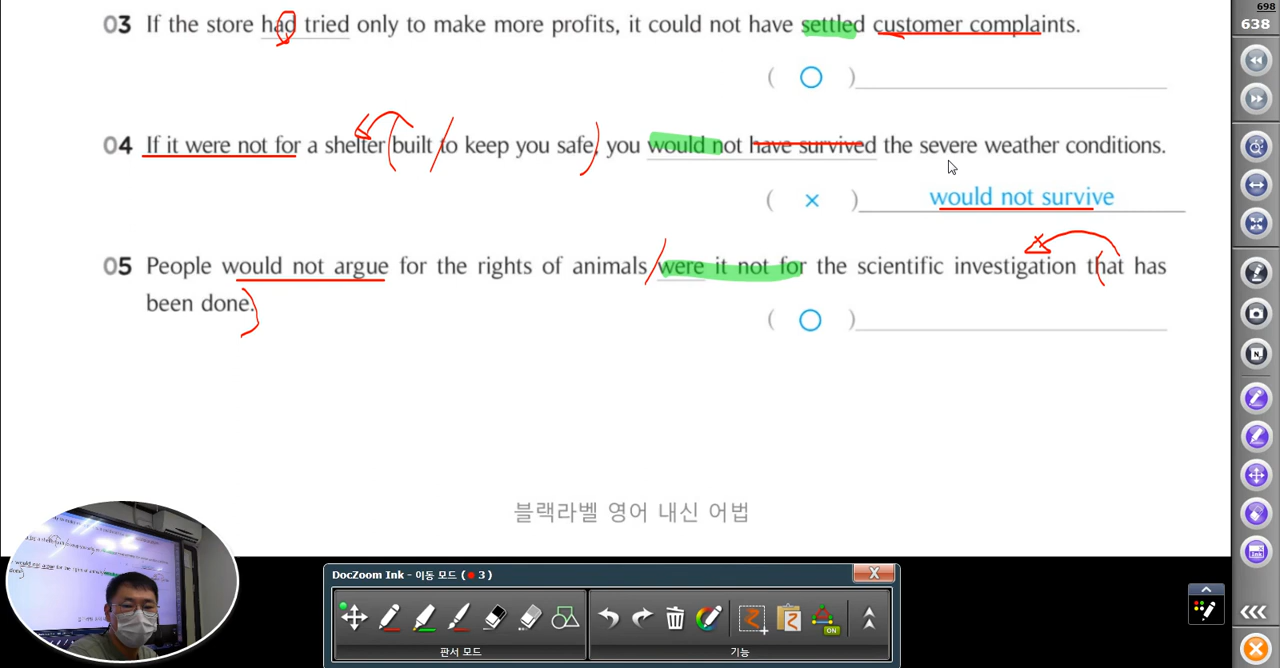 698
638
03 If the store had tried only to make more profits, it could not have settled customer complaints.
( ○ )
04 If it were not for a shelter built to keep you safe, you would not have survived the severe weather conditions.
( × ) would not survive
05 People would not argue for the rights of animals were it not for the scientific investigation that has
been done.
( ○ )
블랙라벨 영어 내신 어법
DocZoom Ink - 이동 모드 ( ● 3 )
X
ON
판서 모드
기능
N
Ink